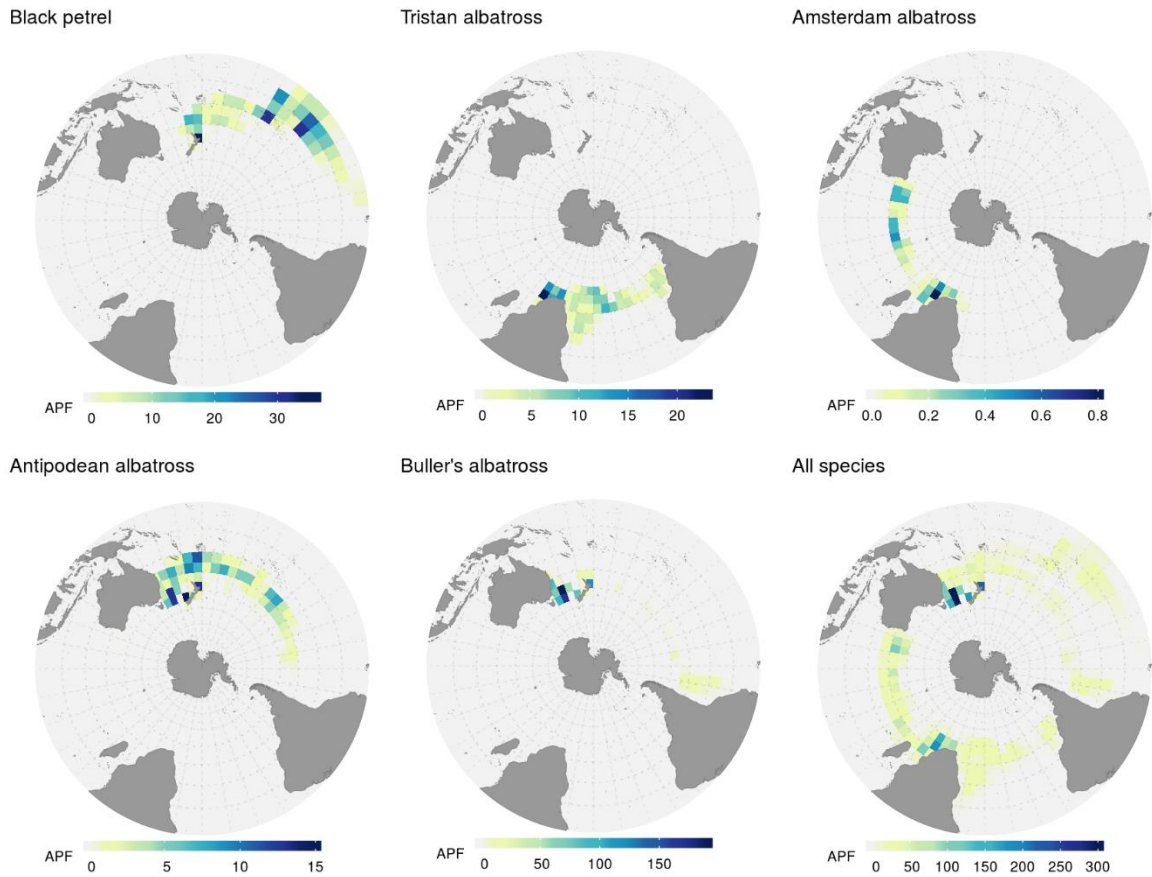 Black petrel
Tristan albatross
Amsterdam albatross
APF 0 10 20 30
APF 0 5 10 15 20
APF 0.0 0.2 0.4 0.6 0.8
Antipodean albatross
Buller's albatross
All species
APF 0 5 10 15
APF 0 50 100 150
APF 0 50 100 150 200 250 300